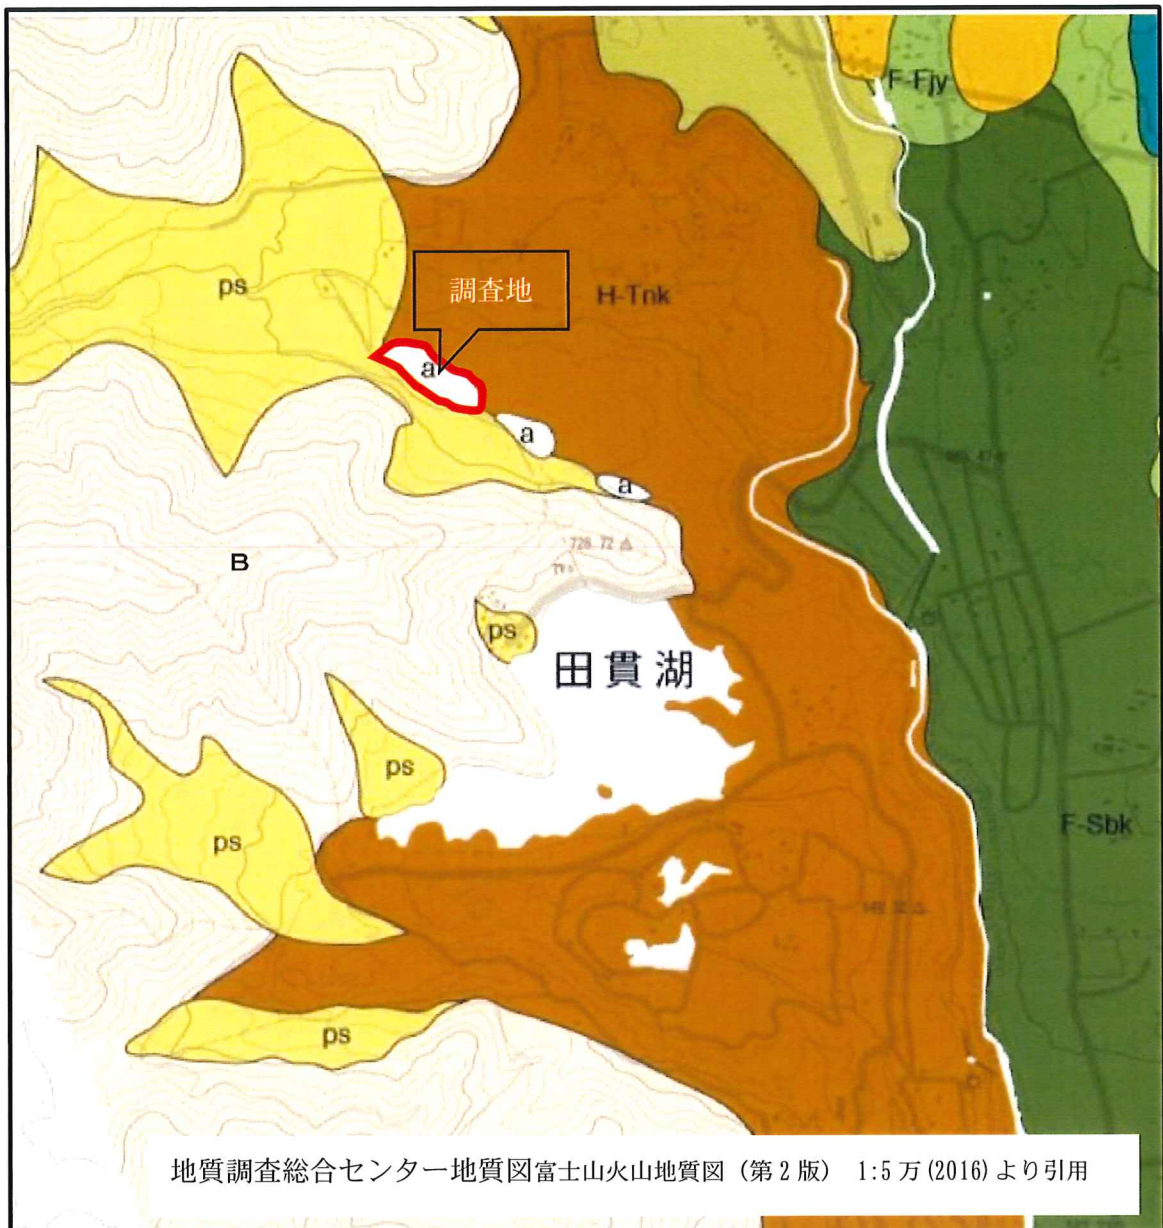 F-Fjy
ps
調査地
H-Tnk
a
a
a
728.72
B
ps
田貫湖
ps
ps
F-Sbk
ps
地質調査総合センター地質図富士山火山地質図（第2版） 1:5万(2016)より引用